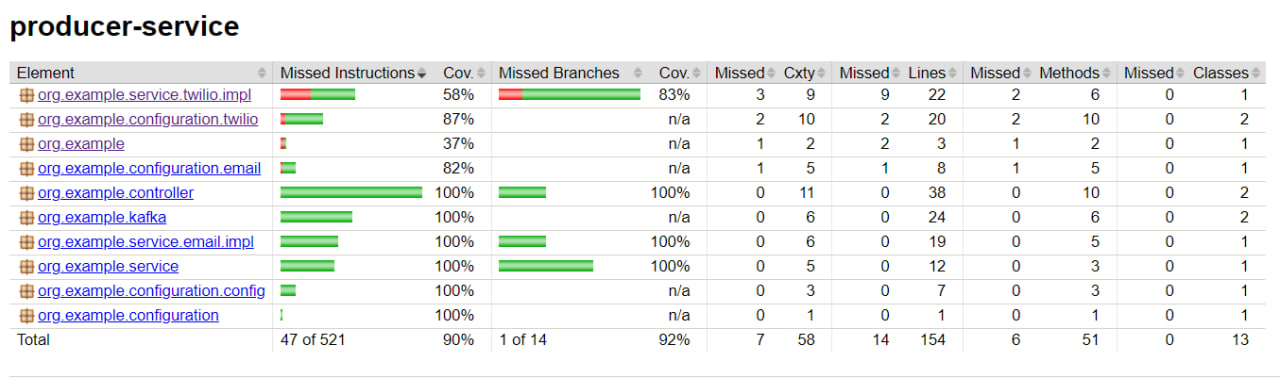 producer-service
Element Missed Instructions Cov. Missed Branches Cov. Missed Cxty Missed Lines Missed Methods Missed Classes
org.example.service.twilio.impl 58% 83% 3 9 9 22 2 6 0 1
org.example.configuration.twilio 87% n/a 2 10 2 20 2 10 0 2
org.example 37% n/a 1 2 2 3 1 2 0 1
org.example.configuration.email 82% n/a 1 5 1 8 1 5 0 1
org.example.controller 100% 100% 0 11 0 38 0 10 0 2
org.example.kafka 100% n/a 0 6 0 24 0 6 0 2
org.example.service.email.impl 100% 100% 0 6 0 19 0 5 0 1
org.example.service 100% 100% 0 5 0 12 0 3 0 1
org.example.configuration.config 100% n/a 0 3 0 7 0 3 0 1
org.example.configuration 100% n/a 0 1 0 1 0 1 0 1
Total 47 of 521 90% 1 of 14 92% 7 58 14 154 6 51 0 13